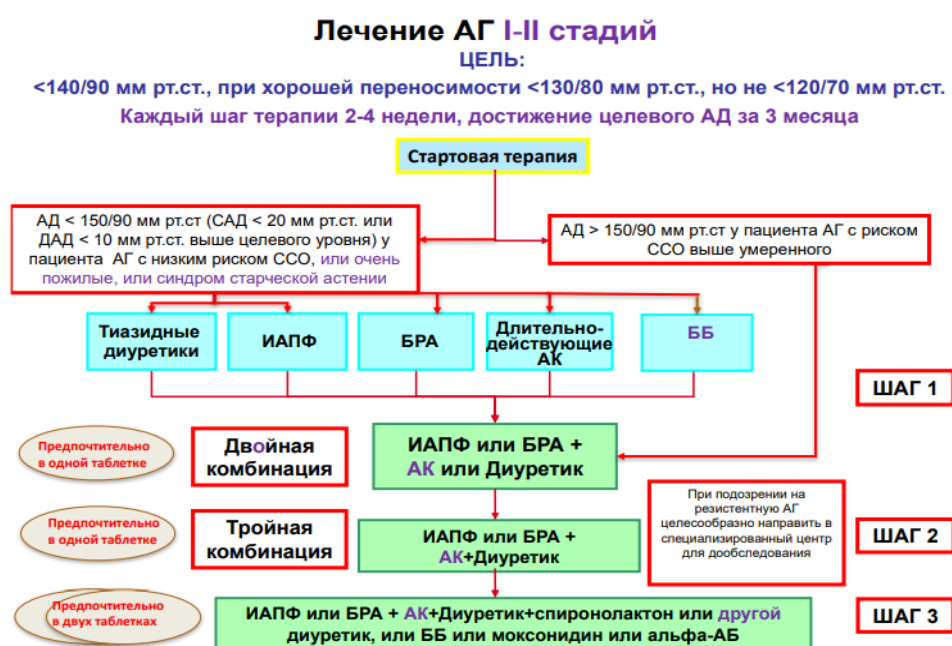 Лечение АГ I-II стадий
ЦЕЛЬ:
<140/90 мм рт.ст., при хорошей переносимости <130/80 мм рт.ст., но не <120/70 мм рт.ст.
Каждый шаг терапии 2-4 недели, достижение целевого АД за 3 месяца
Стартовая терапия
АД < 150/90 мм рт.ст (САД < 20 мм рт.ст. или
ДАД < 10 мм рт.ст. выше целевого уровня) у
пациента АГ с низким риском ССО, или очень
пожилые, или синдром старческой астении
АД > 150/90 мм рт.ст у пациента АГ с риском
ССО выше умеренного
Тиазидные
диуретики
ИАПФ
БРА
Длительно-
действующие
АК
ББ
ШАГ 1
Предпочтительно
в одной таблетке
Двойная
комбинация
ИАПФ или БРА +
АК или Диуретик
Предпочтительно
в одной таблетке
Тройная
комбинация
ИАПФ или БРА +
АК+Диуретик
При подозрении на
резистентную АГ
целесообразно направить в
специализированный центр
для дообследования
ШАГ 2
Предпочтительно
в двух таблетках
ИАПФ или БРА + АК+Диуретик+спиронолактон или другой
диуретик, или ББ или моксонидин или альфа-АБ
ШАГ 3